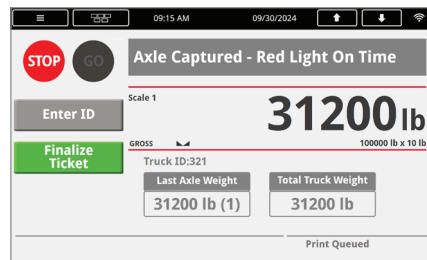 09:15 AM 09/30/2024
STOP GO
Axle Captured - Red Light On Time
Enter ID
Scale 1
31200 lb
GROSS
100000 lb x 10 lb
Finalize
Ticket
Truck ID:321
Last Axle Weight
Total Truck Weight
31200 lb (1)
31200 lb
Print Queued